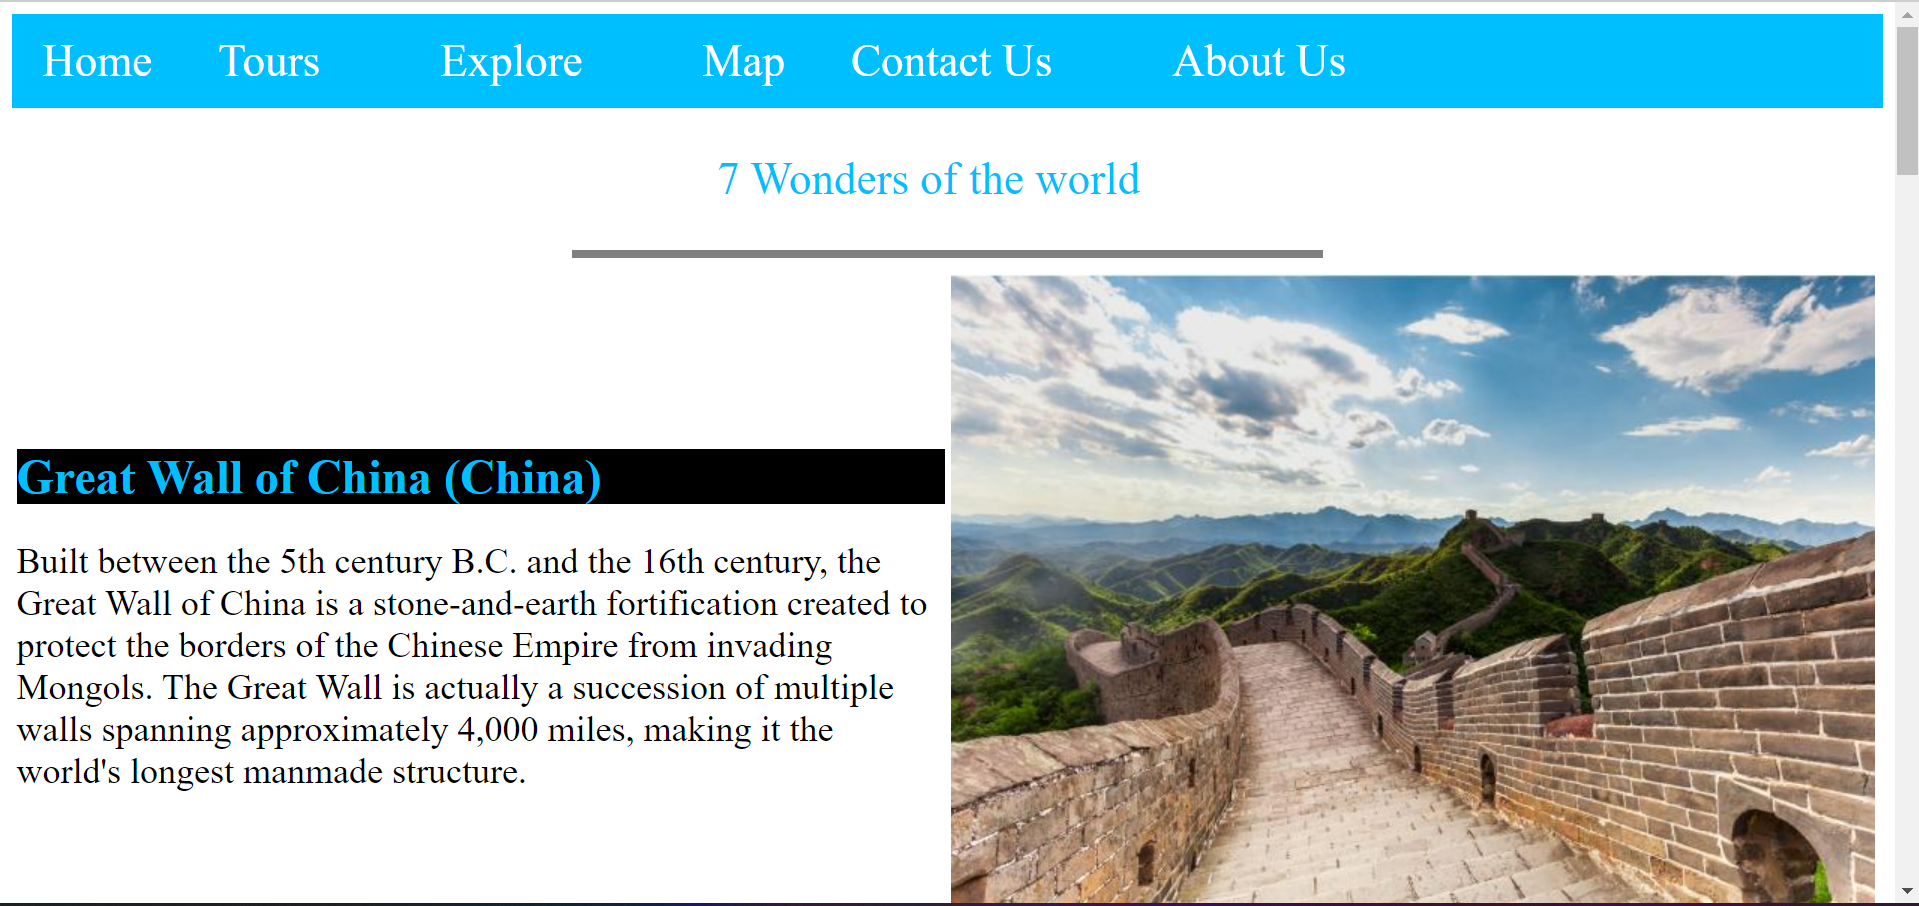 Home Tours Explore Map Contact Us About Us
7 Wonders of the world
Great Wall of China (China)
Built between the 5th century B.C. and the 16th century, the
Great Wall of China is a stone-and-earth fortification created to
protect the borders of the Chinese Empire from invading
Mongols. The Great Wall is actually a succession of multiple
walls spanning approximately 4,000 miles, making it the
world's longest manmade structure.